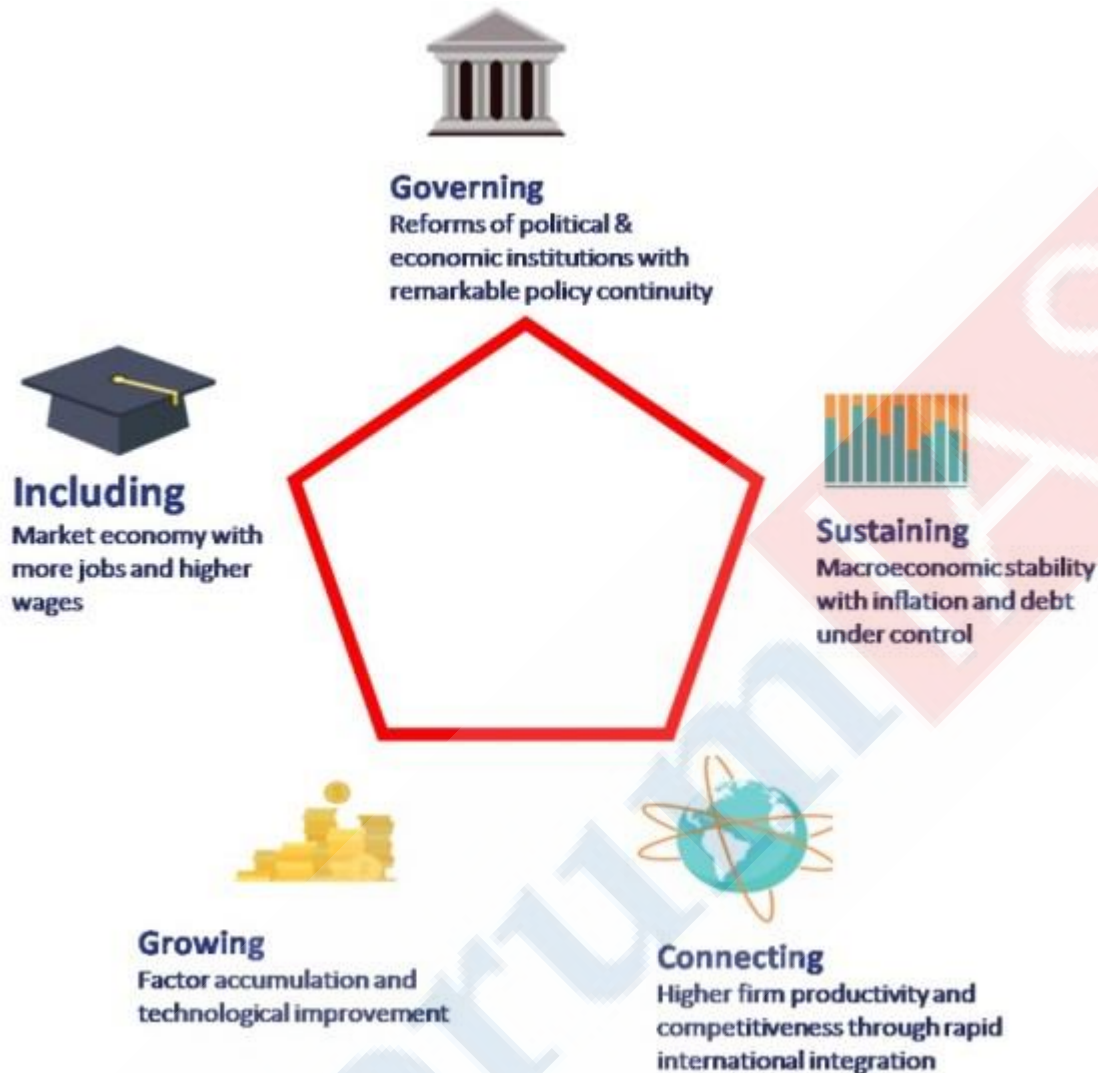 Governing
Reforms of political &
economic institutions with
remarkable policy continuity
Including
Market economy with
more jobs and higher
wages
Sustaining
Macroeconomic stability
with inflation and debt
under control
Growing
Factor accumulation and
technological improvement
Connecting
Higher firm productivity and
competitiveness through rapid
international integration